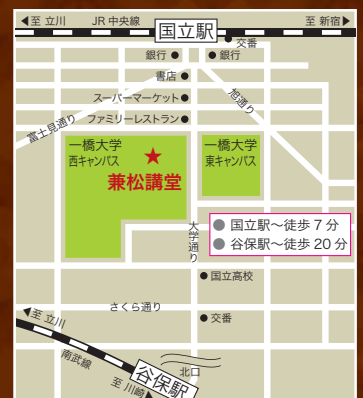 ◀至 立川
JR 中央線
国立駅
至 新宿▶
交番
銀行
銀行
書店
スーパーマーケット
旭通り
富士見通り
ファミリーレストラン
一橋大学
西キャンパス
★
兼松講堂
一橋大学
東キャンパス
大学通り
● 国立駅〜徒歩 7 分
● 谷保駅〜徒歩 20 分
国立高校
さくら通り
交番
◀至 立川
南武線
至 川崎▶
谷保駅
北口